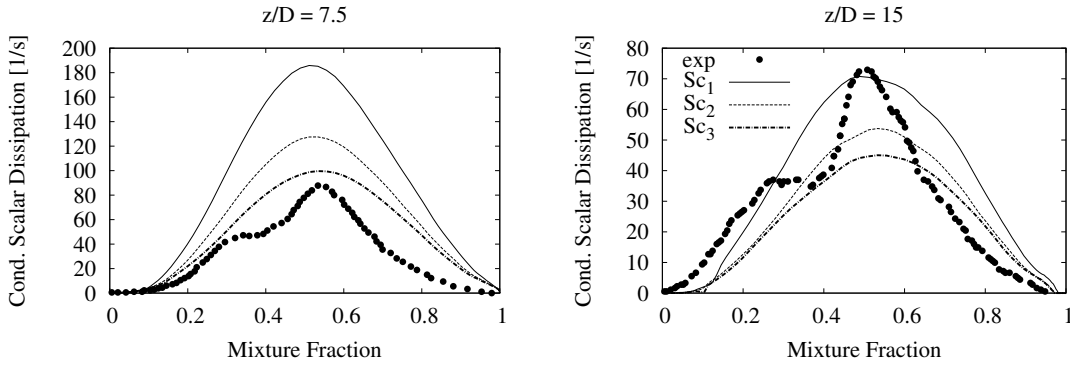 z/D = 7.5
Cond. Scalar Dissipation [1/s]
200
180
160
140
120
100
80
60
40
20
0
0 0.2 0.4 0.6 0.8 1
Mixture Fraction
z/D = 15
Cond. Scalar Dissipation [1/s]
80
70
60
50
40
30
20
10
0
exp
Sc1
Sc2
Sc3
0 0.2 0.4 0.6 0.8 1
Mixture Fraction